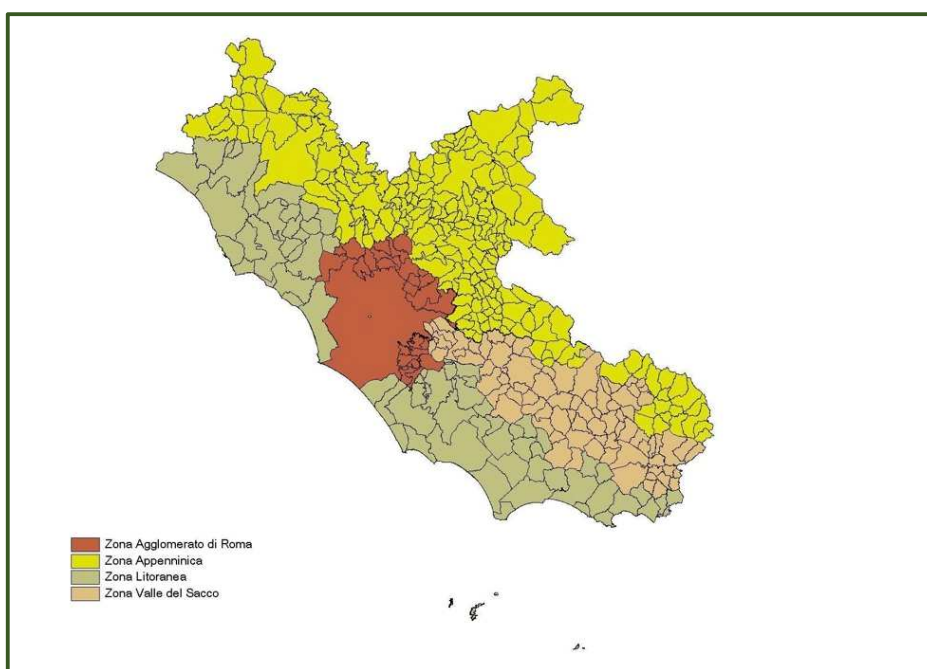 Zona Agglomerato di Roma
Zona Appenninica
Zona Litoranea
Zona Valle del Sacco